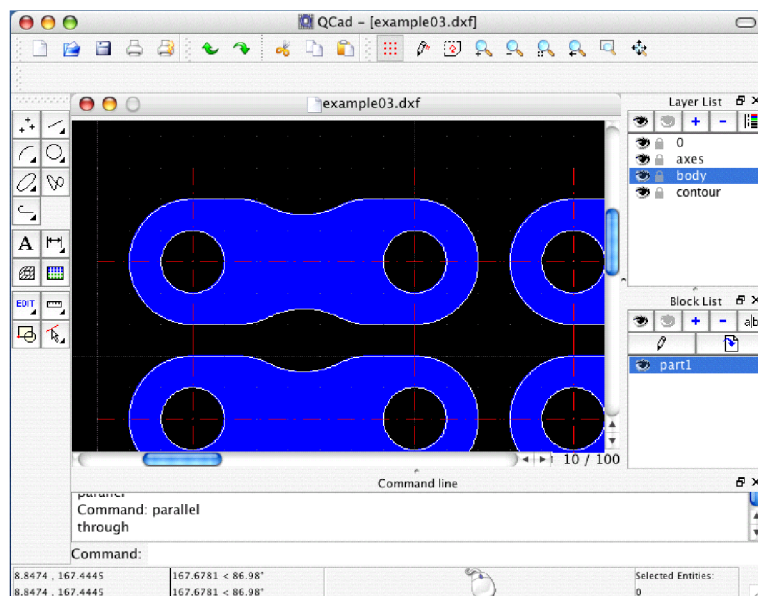 QCad - [example03.dxf]
example03.dxf
Layer List
0
axes
body
contour
A
EDIT
Block List
part1
10 / 100
Command line
Command: parallel
through
Command:
8.8474 , 167.4445
167.6781 < 86.98°
Selected Entities:
8.8474 , 167.4445
167.6781 < 86.98°
0